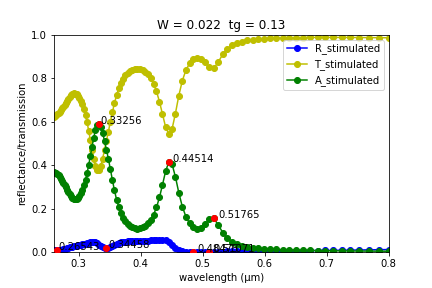 W = 0.022  tg = 0.13
reflectance/transmission
1.0
0.8
0.6
0.4
0.2
0.0
R_stimulated
T_stimulated
A_stimulated
0.33256
0.44514
0.51765
0.3
0.4
0.5
0.6
0.7
0.8
wavelength (μm)